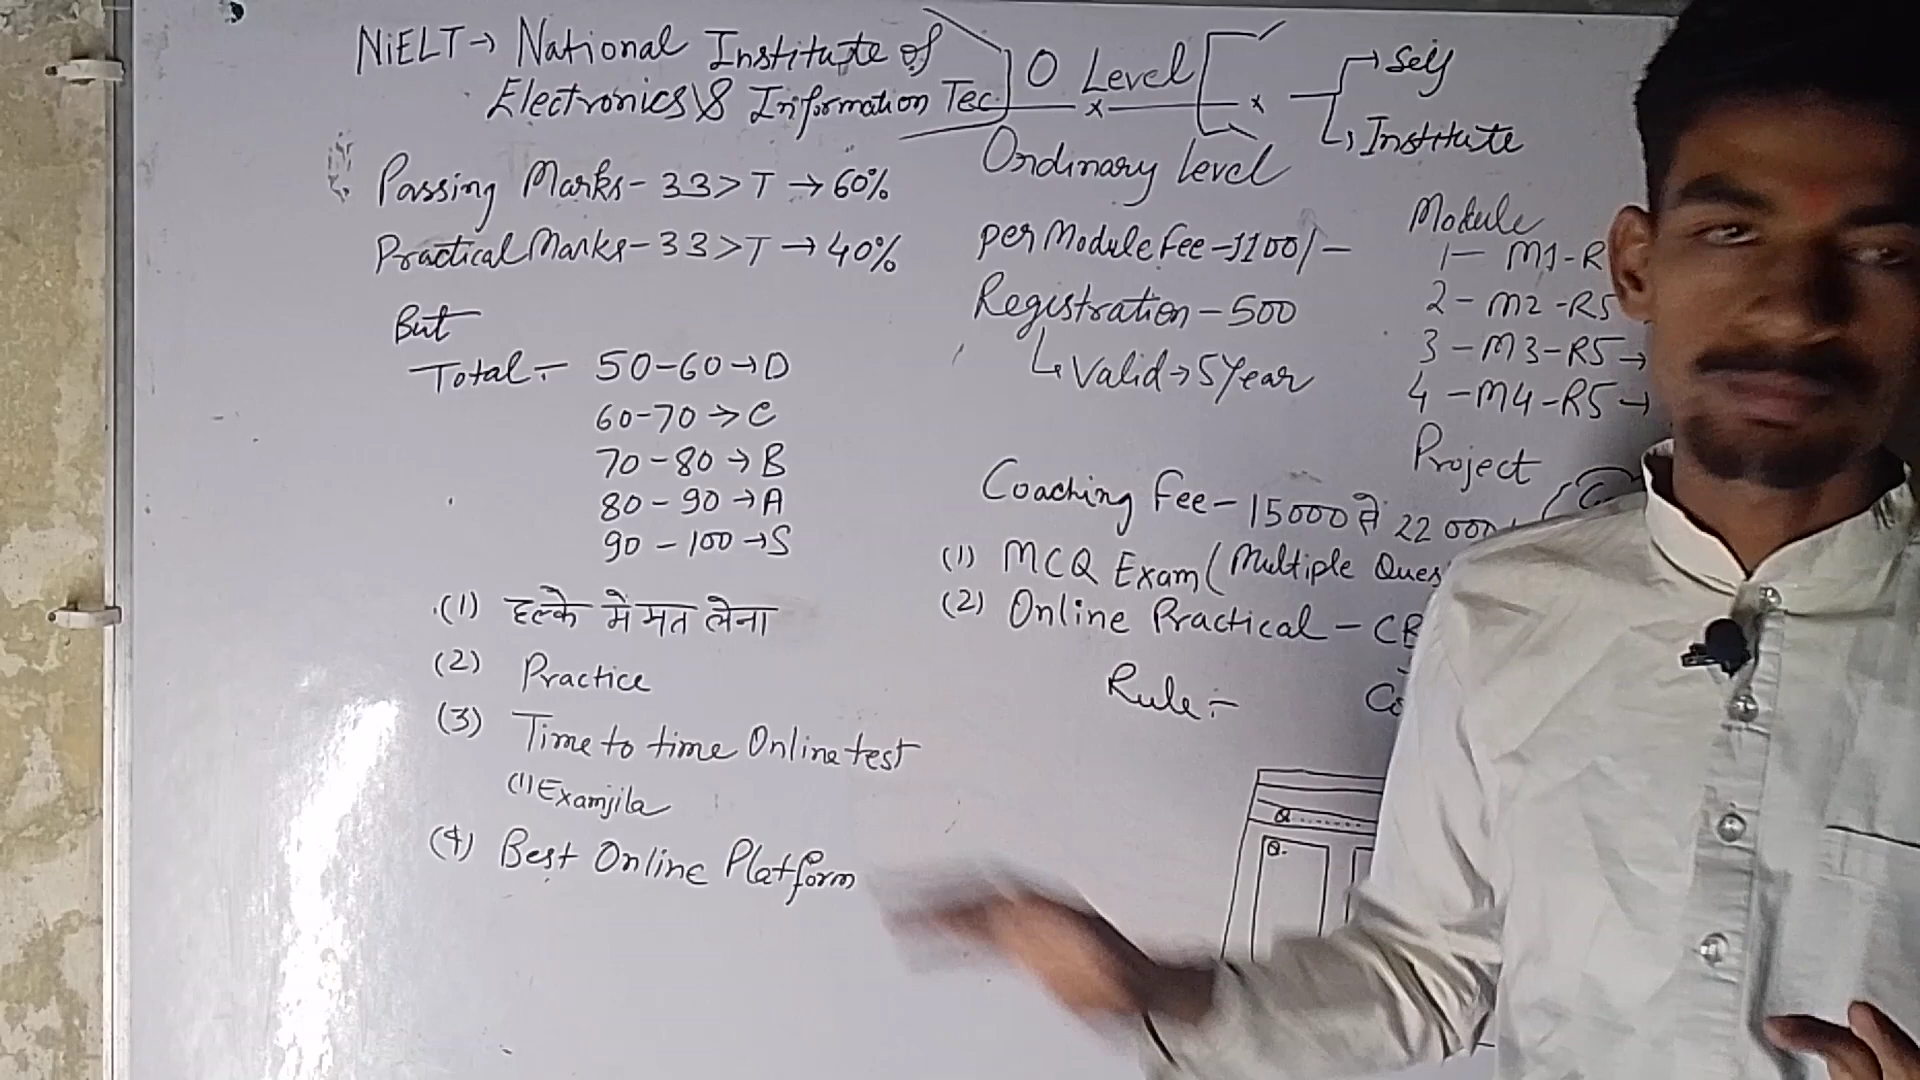 NiELT → National Institute of
Electronics & Information Tec
O Level
Ordinary Level
Self
Institute
Passing Marks - 33 > T → 60%
Practical Marks - 33 > T → 40%
But
Total :- 50-60 → D
60-70 → C
70-80 → B
80-90 → A
90-100 → S
(1) हल्के मे मत लेना
(2) Practice
(3) Time to time Online test
(1) Examjila
(4) Best Online Platform
per Module Fee - 1100/-
Registration - 500
↳ Valid → 5 Year
Module
1 - M1-R
2 - M2-R5
3 - M3-R5 →
4 - M4-R5 →
Project
Coaching Fee - 15000 से 22000
(1) MCQ Exam (Multiple Ques
(2) Online Practical - CB
Rule :-
Q.
Q.